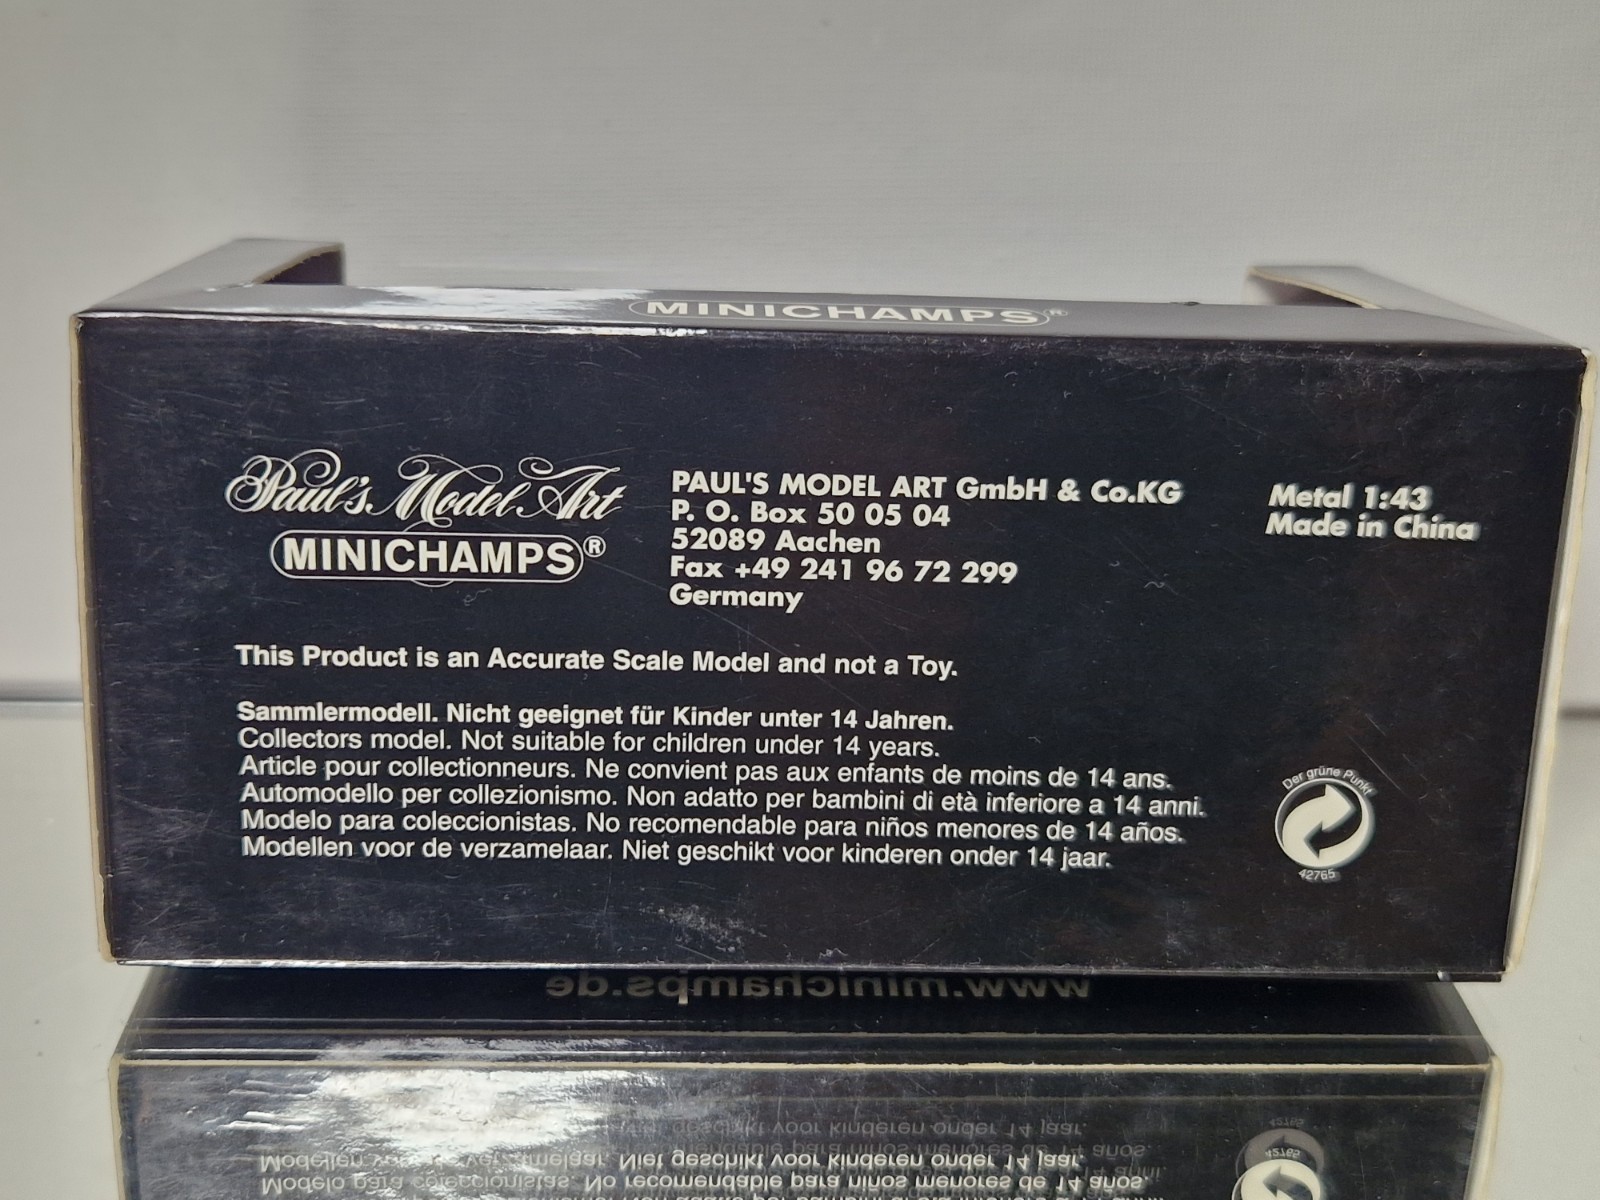 MINICHAMPS®
Paul's Model Art
MINICHAMPS®
PAUL'S MODEL ART GmbH & Co.KG
P. O. Box 50 05 04
52089 Aachen
Fax +49 241 96 72 299
Germany
Metal 1:43
Made in China
This Product is an Accurate Scale Model and not a Toy.
Sammlermodell. Nicht geeignet für Kinder unter 14 Jahren.
Collectors model. Not suitable for children under 14 years.
Article pour collectionneurs. Ne convient pas aux enfants de moins de 14 ans.
Automodello per collezionismo. Non adatto per bambini di età inferiore a 14 anni.
Modelo para coleccionistas. No recomendable para niños menores de 14 años.
Modellen voor de verzamelaar. Niet geschikt voor kinderen onder 14 jaar.
Der grüne Punkt
42765
www.minichamps.de